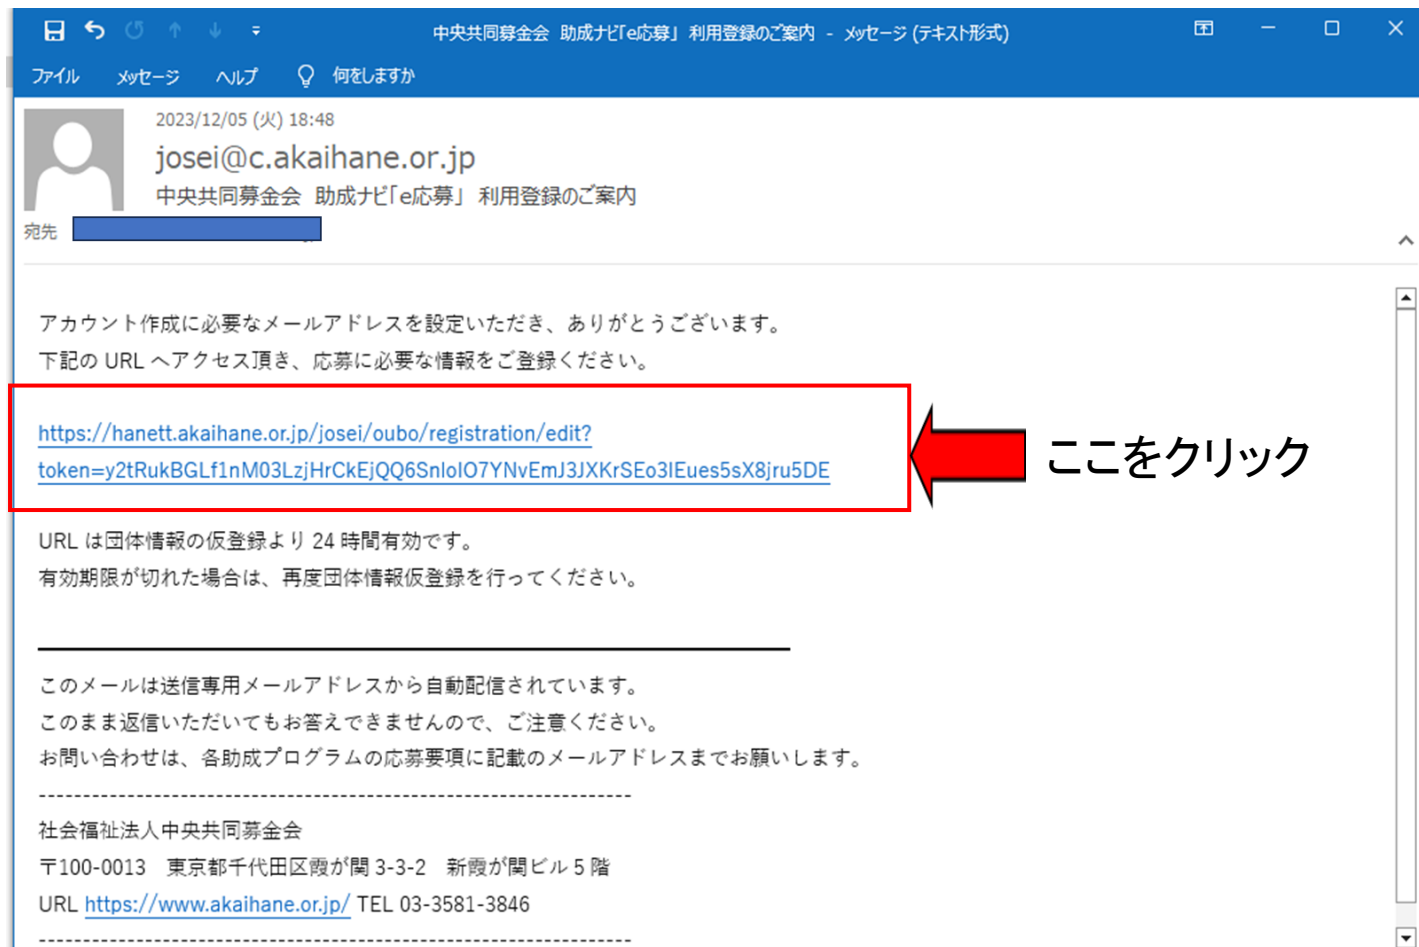 中央共同募金会 助成ナビ「e応募」 利用登録のご案内 - メッセージ (テキスト形式)
ファイル メッセージ ヘルプ 何をしますか
2023/12/05 (火) 18:48
josei@c.akaihane.or.jp
中央共同募金会 助成ナビ「e応募」 利用登録のご案内
宛先
アカウント作成に必要なメールアドレスを設定いただき、ありがとうございます。
下記の URL へアクセス頂き、応募に必要な情報をご登録ください。
https://hanett.akaihane.or.jp/josei/oubo/registration/edit?
token=y2tRukBGLf1nM03LzjHrCkEjQQ6SnloIO7YNvEmJ3JXKrSEo3IEues5sX8jru5DE
ここをクリック
URL は団体情報の仮登録より 24 時間有効です。
有効期限が切れた場合は、再度団体情報仮登録を行ってください。
このメールは送信専用メールアドレスから自動配信されています。
このまま返信いただいてもお答えできませんので、ご注意ください。
お問い合わせは、各助成プログラムの応募要項に記載のメールアドレスまでお願いします。
------------------------------------------------------------------
社会福祉法人中央共同募金会
〒100-0013 東京都千代田区霞が関 3-3-2 新霞が関ビル 5 階
URL https://www.akaihane.or.jp/ TEL 03-3581-3846
------------------------------------------------------------------